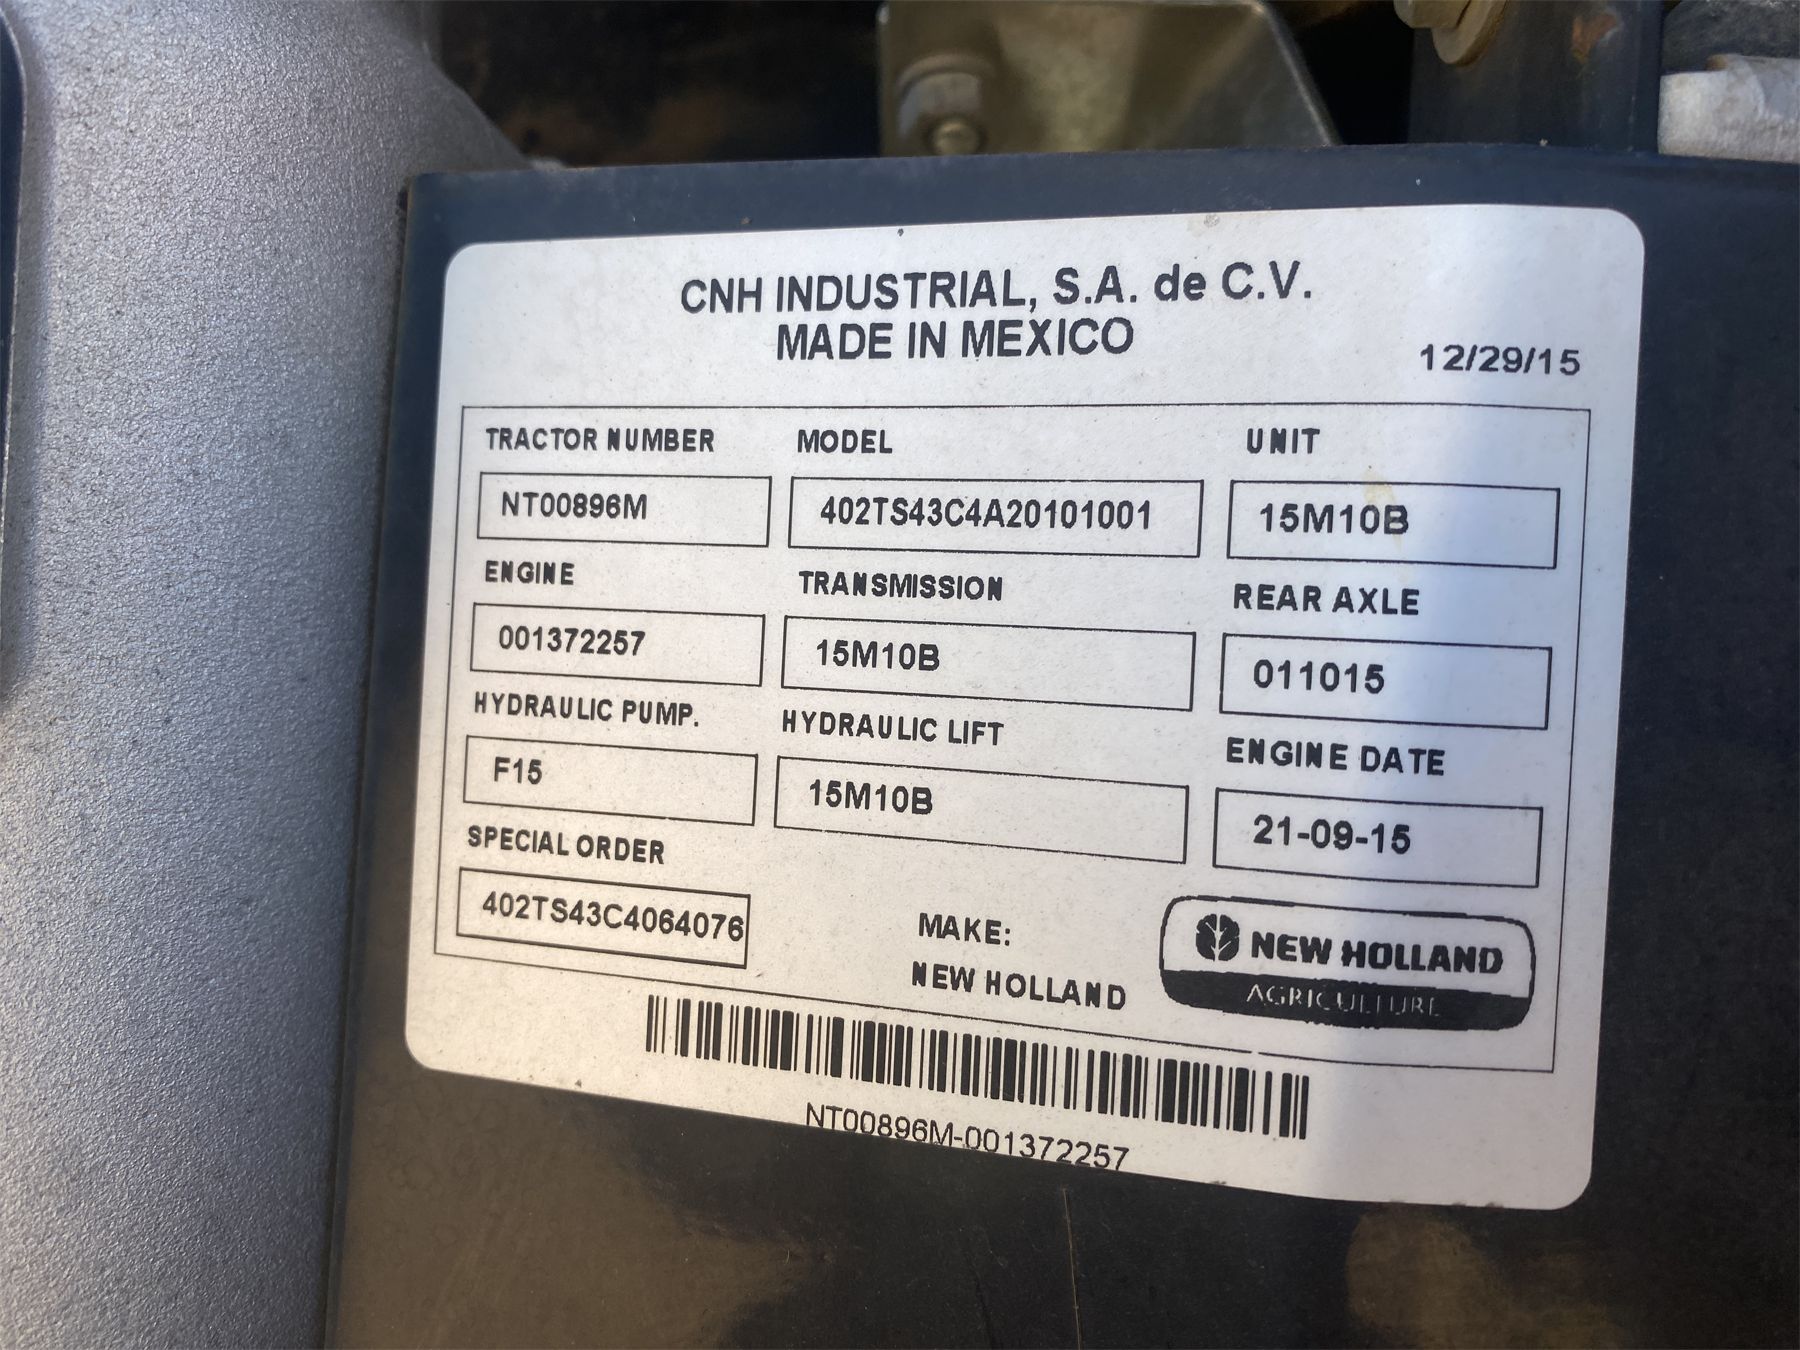 CNH INDUSTRIAL, S.A. de C.V.
MADE IN MEXICO
12/29/15
TRACTOR NUMBER MODEL UNIT
NT00896M 402TS43C4A20101001 15M10B
ENGINE TRANSMISSION REAR AXLE
001372257 15M10B 011015
HYDRAULIC PUMP. HYDRAULIC LIFT ENGINE DATE
F15 15M10B 21-09-15
SPECIAL ORDER
402TS43C4064076
MAKE:
NEW HOLLAND
NEW HOLLAND
AGRICULTURE
NT00896M-001372257